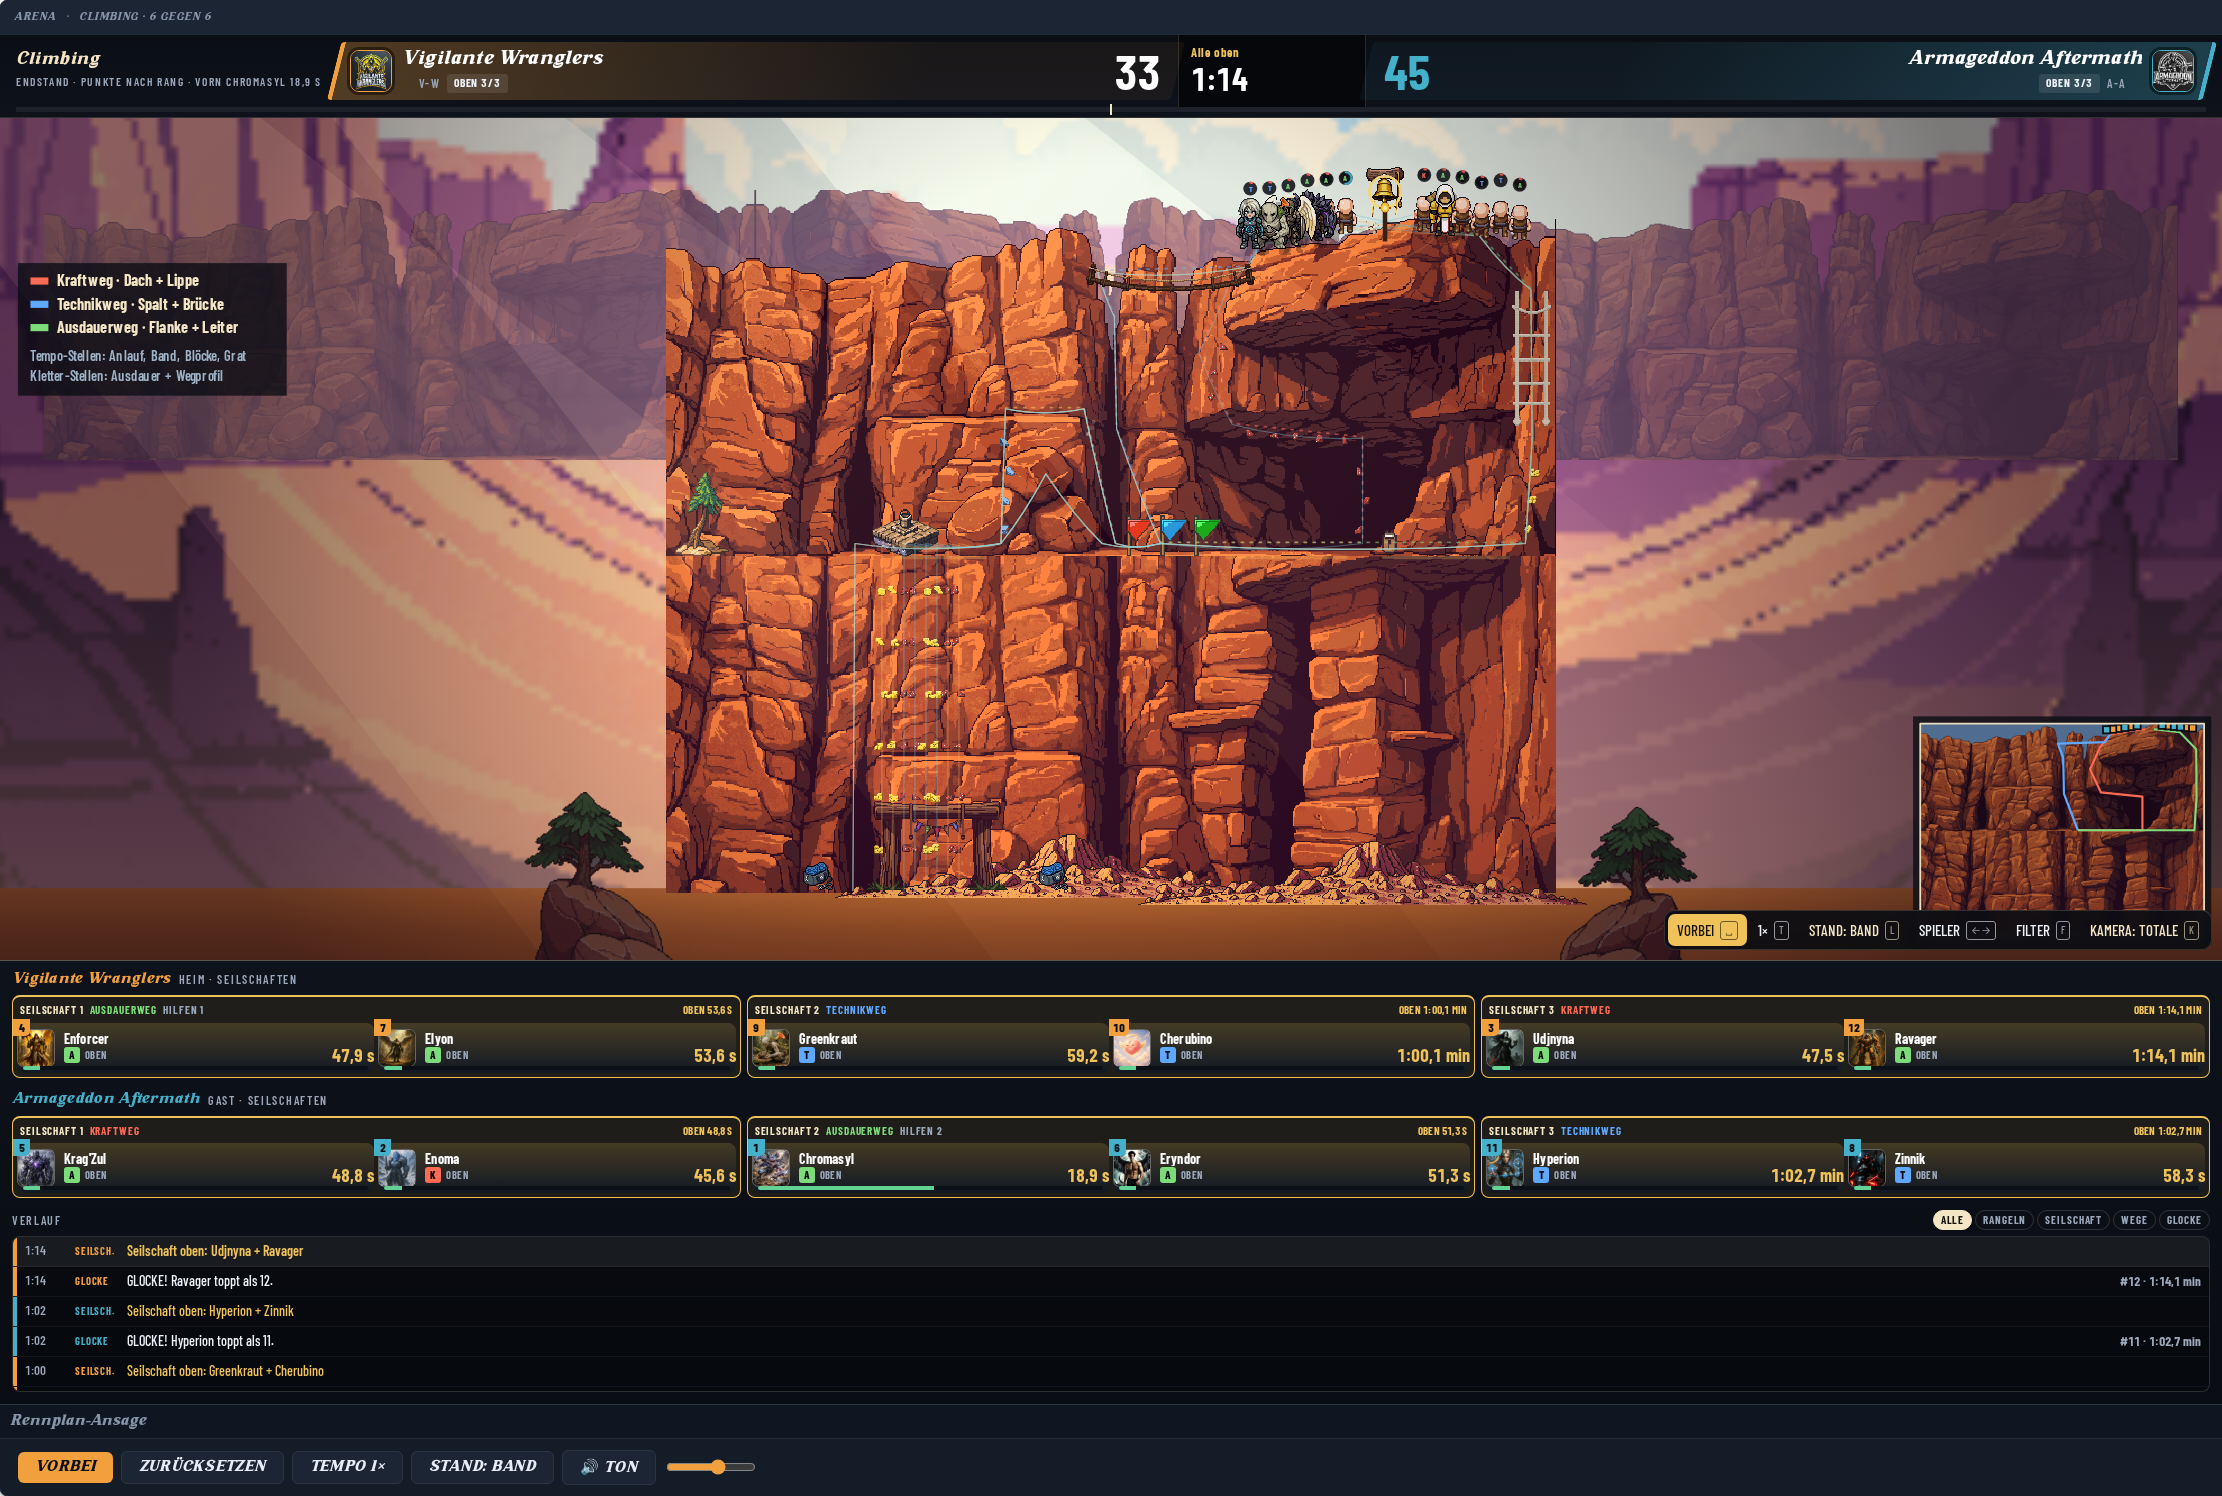 ARENA · CLIMBING · 6 GEGEN 6
Climbing
ENDSTAND · PUNKTE NACH RANG · VORN CHROMASYL 18,9 S
Vigilante Wranglers
V-W OBEN 3/3
33
Alle oben
1:14
45
Armageddon Aftermath
OBEN 3/3 A-A
Kraftweg · Dach + Lippe
Technikweg · Spalt + Brücke
Ausdauerweg · Flanke + Leiter
Tempo-Stellen: Anlauf, Band, Blöcke, Grat
Kletter-Stellen: Ausdauer + Wegprofil
T T A A A A K A A T T A
VORBEI 1× T STAND: BAND L SPIELER ←→ FILTER F KAMERA: TOTALE K
Vigilante Wranglers HEIM · SEILSCHAFTEN
SEILSCHAFT 1 AUSDAUERWEG HILFEN 1 OBEN 53,6 S
4 Enforcer A OBEN 47,9 s
7 Elyon A OBEN 53,6 s
SEILSCHAFT 2 TECHNIKWEG OBEN 1:00,1 MIN
9 Greenkraut T OBEN 59,2 s
10 Cherubino T OBEN 1:00,1 min
SEILSCHAFT 3 KRAFTWEG OBEN 1:14,1 MIN
3 Udjnyna A OBEN 47,5 s
12 Ravager A OBEN 1:14,1 min
Armageddon Aftermath GAST · SEILSCHAFTEN
SEILSCHAFT 1 KRAFTWEG OBEN 48,8 S
5 Krag'Zul A OBEN 48,8 s
2 Enoma K OBEN 45,6 s
SEILSCHAFT 2 AUSDAUERWEG HILFEN 2 OBEN 51,3 S
1 Chromasyl A OBEN 18,9 s
6 Eryndor A OBEN 51,3 s
SEILSCHAFT 3 TECHNIKWEG OBEN 1:02,7 MIN
11 Hyperion T OBEN 1:02,7 min
8 Zinnik T OBEN 58,3 s
VERLAUF
ALLE RANGELN SEILSCHAFT WEGE GLOCKE
1:14 SEILSCH. Seilschaft oben: Udjnyna + Ravager
1:14 GLOCKE GLOCKE! Ravager toppt als 12. #12 · 1:14,1 min
1:02 SEILSCH. Seilschaft oben: Hyperion + Zinnik
1:02 GLOCKE GLOCKE! Hyperion toppt als 11. #11 · 1:02,7 min
1:00 SEILSCH. Seilschaft oben: Greenkraut + Cherubino
Rennplan-Ansage
VORBEI ZURÜCKSETZEN TEMPO 1× STAND: BAND 🔊 TON